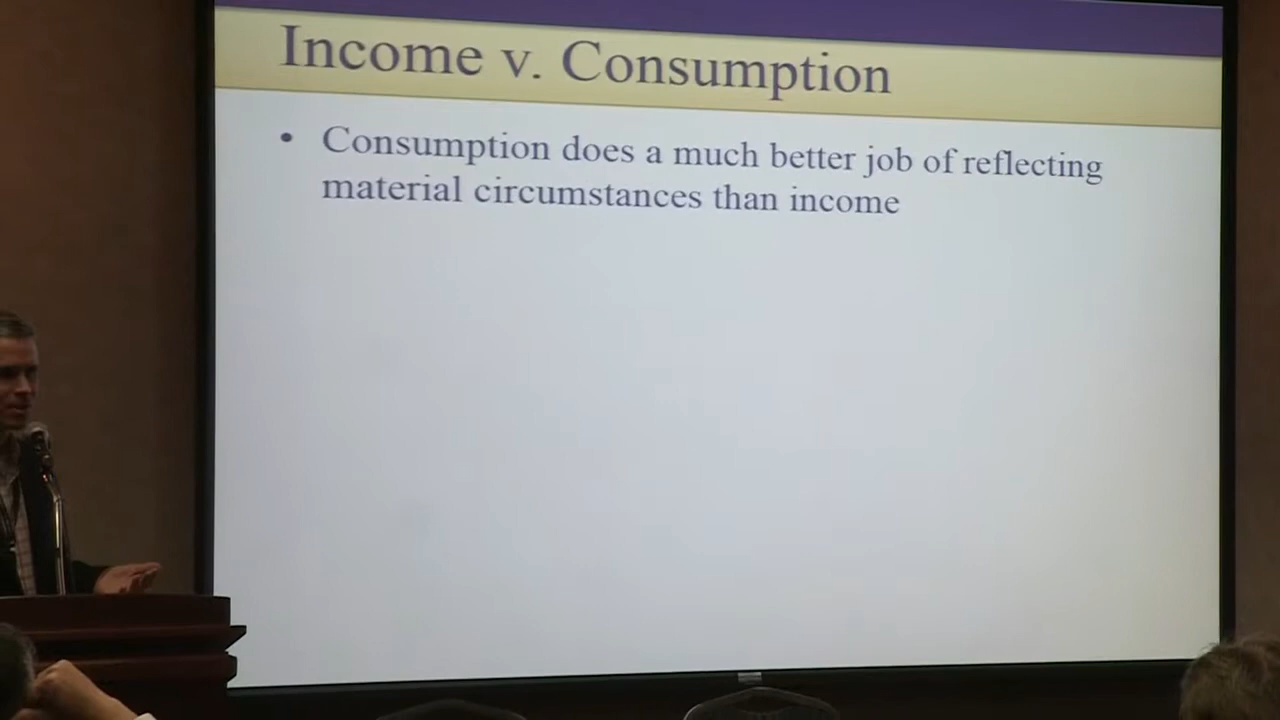 Income v. Consumption
• Consumption does a much better job of reflecting
material circumstances than income